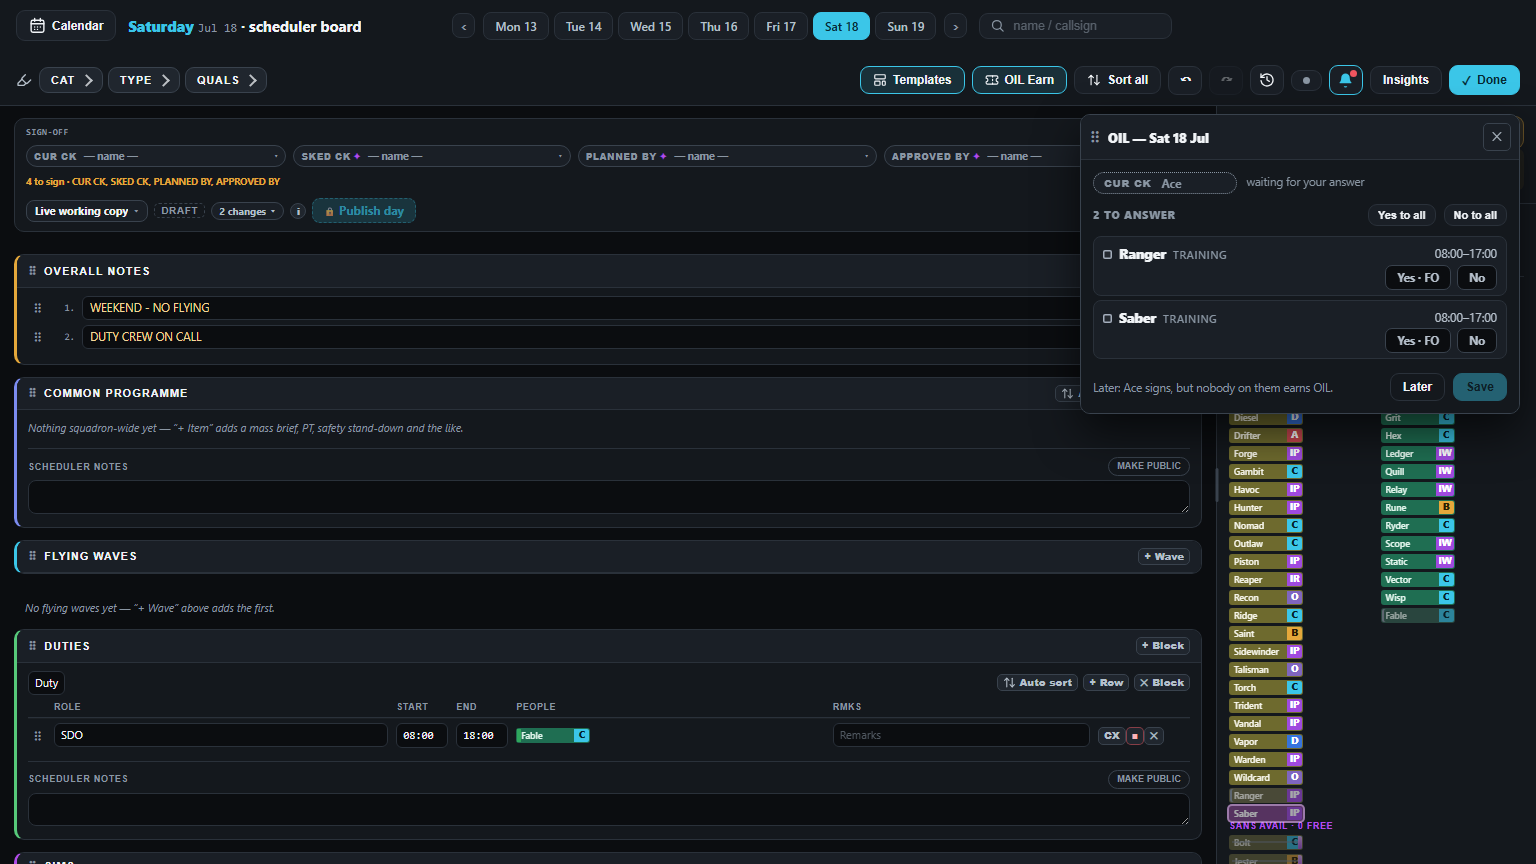 Calendar
Saturday Jul 18 · scheduler board
Mon 13
Tue 14
Wed 15
Thu 16
Fri 17
Sat 18
Sun 19
name / callsign
CAT
TYPE
QUALS
Templates
OIL Earn
Sort all
Insights
✓ Done
SIGN-OFF
CUR CK — name —
SKED CK ✦ — name —
PLANNED BY ✦ — name —
APPROVED BY ✦ — name —
4 to sign · CUR CK, SKED CK, PLANNED BY, APPROVED BY
Live working copy
DRAFT
2 changes
i
Publish day
OVERALL NOTES
1. WEEKEND - NO FLYING
2. DUTY CREW ON CALL
COMMON PROGRAMME
Nothing squadron-wide yet — "+ Item" adds a mass brief, PT, safety stand-down and the like.
SCHEDULER NOTES
MAKE PUBLIC
FLYING WAVES
+ Wave
No flying waves yet — "+ Wave" above adds the first.
DUTIES
+ Block
Duty
Auto sort
+ Row
× Block
ROLE START END PEOPLE RMKS
SDO 08:00 18:00 Fable C Remarks CX
SCHEDULER NOTES
MAKE PUBLIC
OIL — Sat 18 Jul
CUR CK Ace waiting for your answer
2 TO ANSWER
Yes to all
No to all
Ranger TRAINING 08:00–17:00
Yes · FO
No
Saber TRAINING 08:00–17:00
Yes · FO
No
Later: Ace signs, but nobody on them earns OIL.
Later
Save
Diesel D
Drifter A
Forge IP
Gambit C
Havoc IP
Hunter IP
Nomad C
Outlaw C
Piston IP
Reaper IR
Recon O
Ridge C
Saint B
Sidewinder IP
Talisman O
Torch C
Trident IP
Vandal IP
Vapor D
Warden IP
Wildcard O
Ranger IP
Saber IP
SANS AVAIL · 0 FREE
Bolt C
Jester
Grit C
Hex C
Ledger IW
Quill IW
Relay IW
Rune B
Ryder C
Scope IW
Static IW
Vector C
Wisp C
Fable C